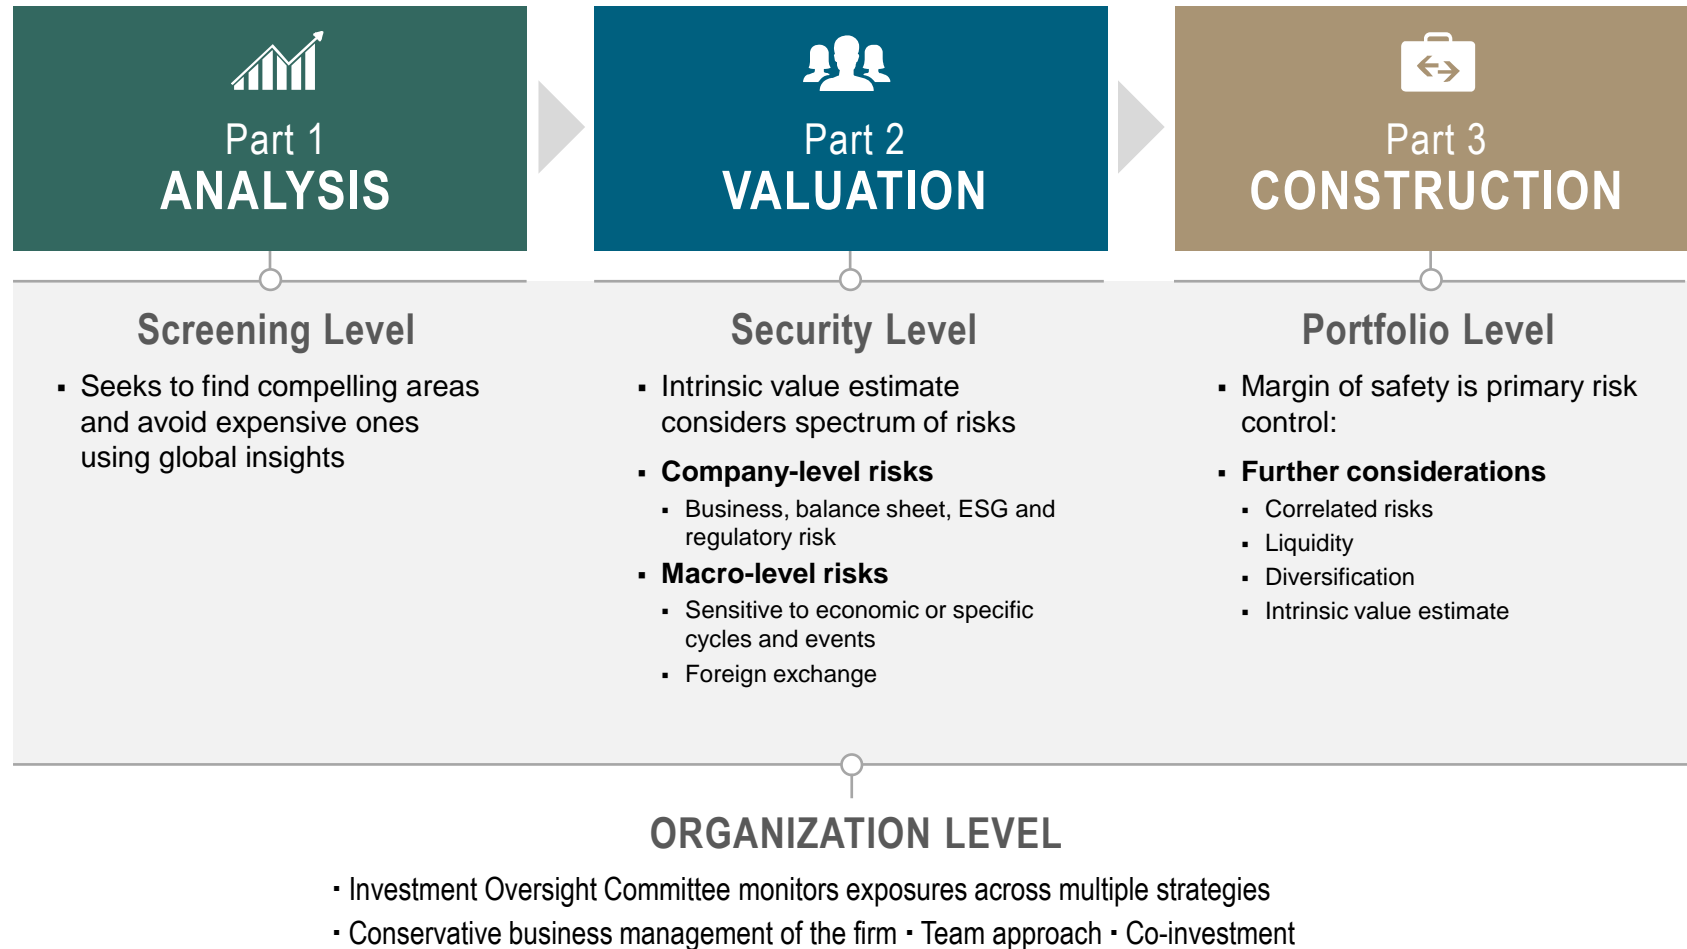 Part 1
ANALYSIS
Part 2
VALUATION
Part 3
CONSTRUCTION
Screening Level
▪ Seeks to find compelling areas
and avoid expensive ones
using global insights
Security Level
▪ Intrinsic value estimate
considers spectrum of risks
▪ Company-level risks
▪ Business, balance sheet, ESG and
regulatory risk
▪ Macro-level risks
▪ Sensitive to economic or specific
cycles and events
▪ Foreign exchange
Portfolio Level
▪ Margin of safety is primary risk
control:
▪ Further considerations
▪ Correlated risks
▪ Liquidity
▪ Diversification
▪ Intrinsic value estimate
ORGANIZATION LEVEL
▪ Investment Oversight Committee monitors exposures across multiple strategies
▪ Conservative business management of the firm ▪ Team approach ▪ Co-investment